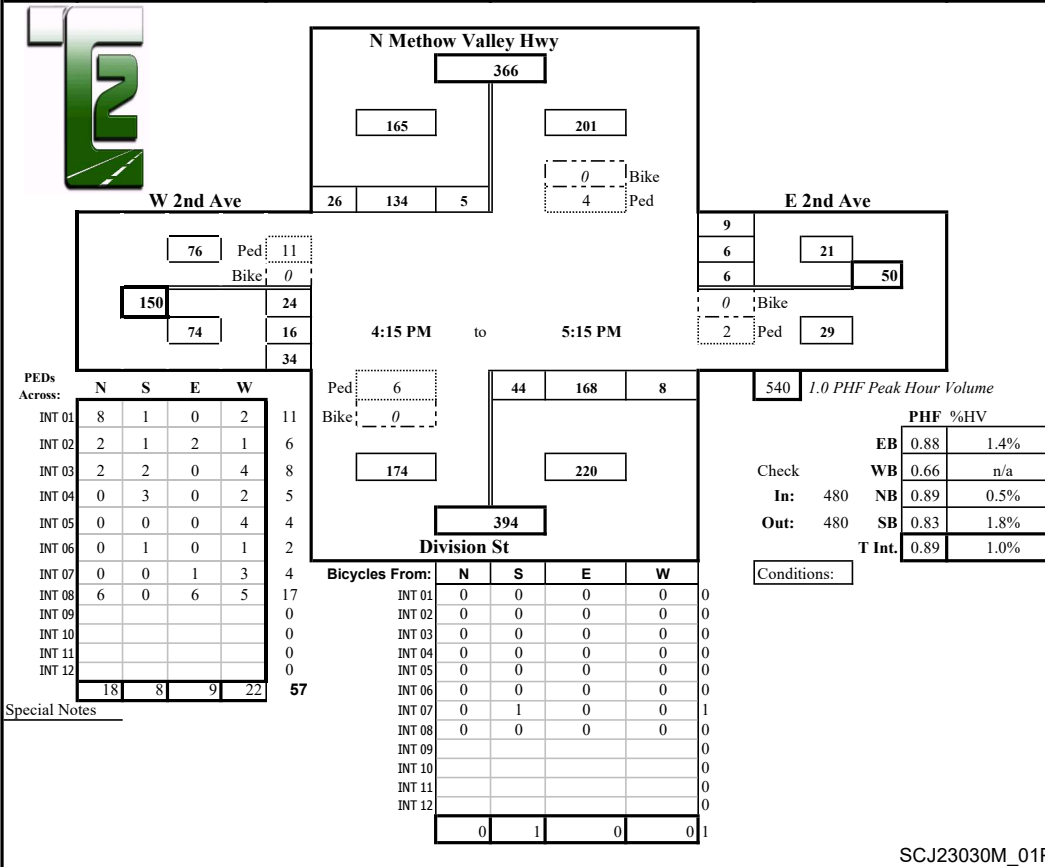 T2
N Methow Valley Hwy
366
165 201
0 Bike
4 Ped
W 2nd Ave 26 134 5 E 2nd Ave
9
76 Ped 11 6 21
Bike 0 6 50
150 24 0 Bike
74 16 4:15 PM to 5:15 PM 2 Ped 29
34
PEDs
Across: N S E W
INT 01 8 1 0 2 11
INT 02 2 1 2 1 6
INT 03 2 2 0 4 8
INT 04 0 3 0 2 5
INT 05 0 0 0 4 4
INT 06 0 1 0 1 2
INT 07 0 0 1 3 4
INT 08 6 0 6 5 17
INT 09 0
INT 10 0
INT 11 0
INT 12 0
18 8 9 22 57
Special Notes
Ped 6 44 168 8
Bike 0
174 220
394
Division St
540 1.0 PHF Peak Hour Volume
PHF %HV
EB 0.88 1.4%
Check WB 0.66 n/a
In: 480 NB 0.89 0.5%
Out: 480 SB 0.83 1.8%
T Int. 0.89 1.0%
Conditions:
Bicycles From: N S E W
INT 01 0 0 0 0 0
INT 02 0 0 0 0 0
INT 03 0 0 0 0 0
INT 04 0 0 0 0 0
INT 05 0 0 0 0 0
INT 06 0 0 0 0 0
INT 07 0 1 0 0 1
INT 08 0 0 0 0 0
INT 09 0
INT 10 0
INT 11 0
INT 12 0
0 1 0 0 1